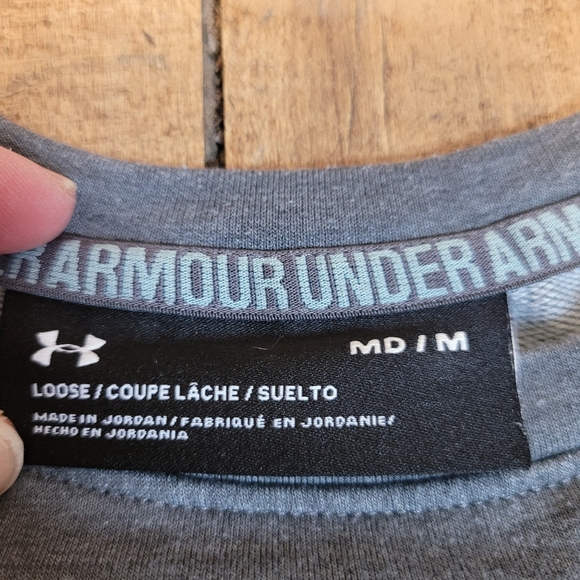 R ARMOUR UNDER ARM
MD / M
LOOSE / COUPE LÂCHE / SUELTO
MADE IN JORDAN / FABRIQUÉ EN JORDANIE/
HECHO EN JORDANIA